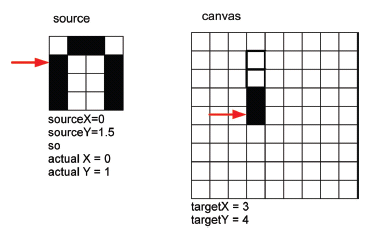 source
canvas
sourceX=0
sourceY=1.5
so
actual X = 0
actual Y = 1
targetX = 3
targetY = 4